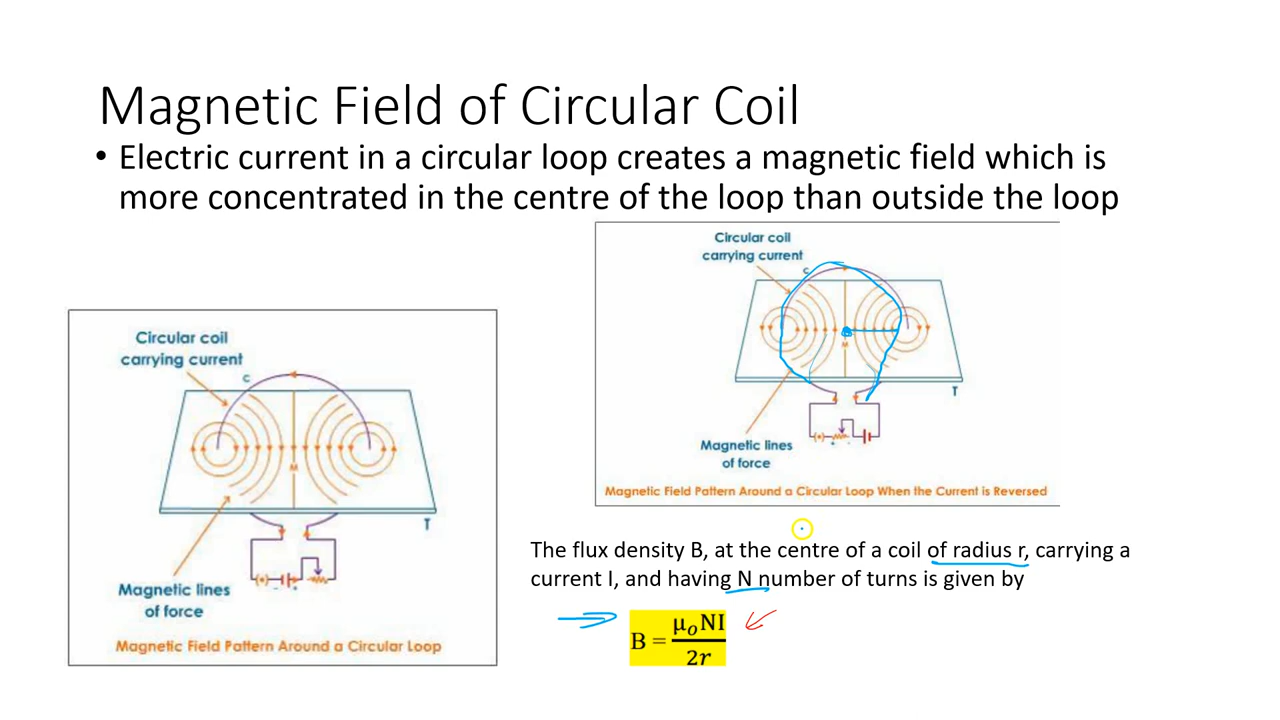 Magnetic Field of Circular Coil
• Electric current in a circular loop creates a magnetic field which is
more concentrated in the centre of the loop than outside the loop
Circular coil
carrying current
C
M
T
Magnetic lines
of force
Magnetic Field Pattern Around a Circular Loop When the Current is Reversed
Circular coil
carrying current
C
M
T
Magnetic lines
of force
Magnetic Field Pattern Around a Circular Loop
The flux density B, at the centre of a coil of radius r, carrying a
current I, and having N number of turns is given by
B = μ₀NI / 2r